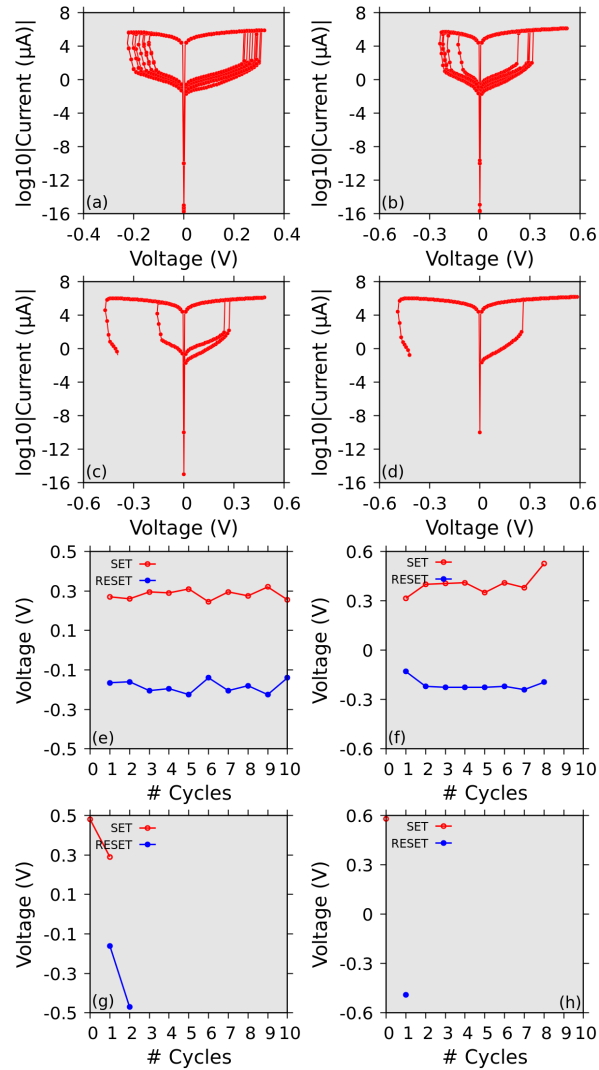 8
4
0
-4
-8
-12
-16
log10|Current (μA)|
(a)
-0.4
-0.2
0
0.2
0.4
Voltage (V)
8
4
0
-4
-8
-12
-16
log10|Current (μA)|
(b)
-0.6
-0.3
0
0.3
0.6
Voltage (V)
8
4
0
-4
-8
-12
-16
log10|Current (μA)|
(c)
-0.6
-0.3
0
0.3
0.6
Voltage (V)
8
4
0
-4
-8
-12
-16
log10|Current (μA)|
(d)
-0.6
-0.3
0
0.3
0.6
Voltage (V)
0.5
0.3
0.1
-0.1
-0.3
-0.5
Voltage (V)
SET
RESET
(e)
0 1 2 3 4 5 6 7 8 9 10
# Cycles
0.6
0.3
0
-0.3
-0.6
Voltage (V)
SET
RESET
(f)
0 1 2 3 4 5 6 7 8 9 10
# Cycles
0.5
0.3
0.1
-0.1
-0.3
-0.5
Voltage (V)
SET
RESET
(g)
0 1 2 3 4 5 6 7 8 9 10
# Cycles
0.6
0.3
0
-0.3
-0.6
Voltage (V)
SET
RESET
(h)
0 1 2 3 4 5 6 7 8 9 10
# Cycles